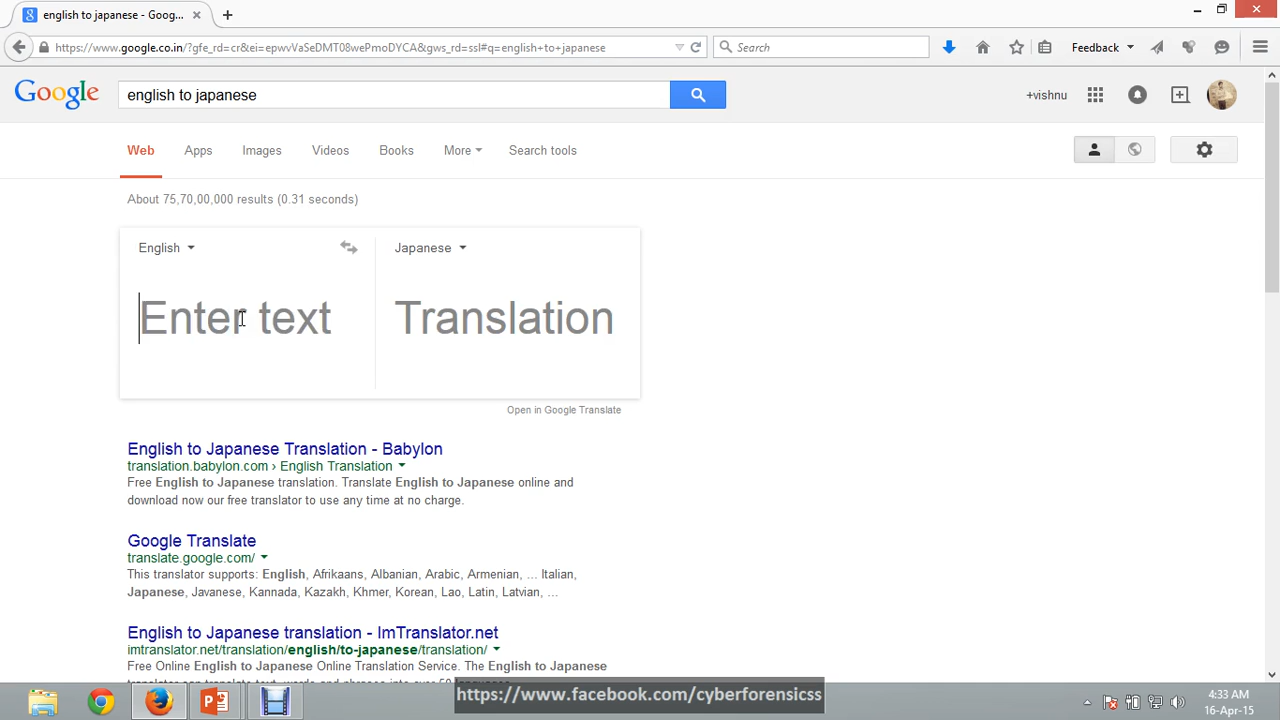 english to japanese - Goog...
https://www.google.co.in/?gfe_rd=cr&ei=epwvVaSeDMT08wePmoDYCA&gws_rd=ssl#q=english+to+japanese
Search
Feedback
Google
english to japanese
+vishnu
Web
Apps
Images
Videos
Books
More
Search tools
About 75,70,00,000 results (0.31 seconds)
English
Japanese
Enter text
Translation
Open in Google Translate
English to Japanese Translation - Babylon
translation.babylon.com › English Translation
Free English to Japanese translation. Translate English to Japanese online and
download now our free translator to use any time at no charge.
Google Translate
translate.google.com/
This translator supports: English, Afrikaans, Albanian, Arabic, Armenian, ... Italian,
Japanese, Javanese, Kannada, Kazakh, Khmer, Korean, Lao, Latin, Latvian, ...
English to Japanese translation - ImTranslator.net
imtranslator.net/translation/english/to-japanese/translation/
Free Online English to Japanese Online Translation Service. The English to Japanese
https://www.facebook.com/cyberforensicss
4:33 AM
16-Apr-15